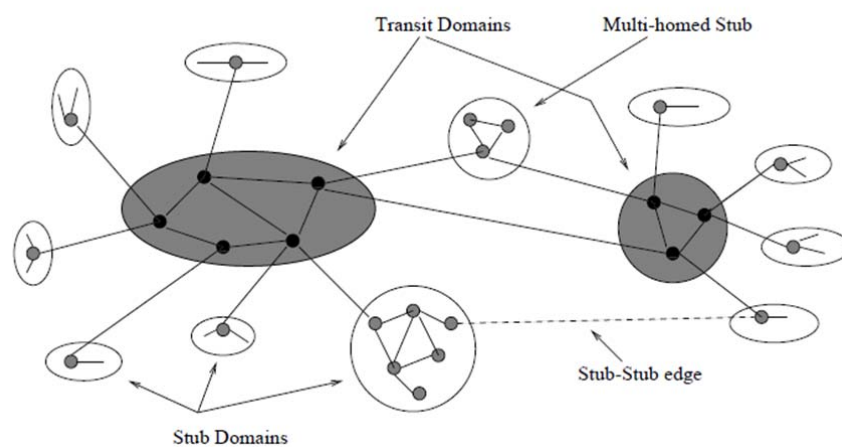 Transit Domains
Multi-homed Stub
Stub-Stub edge
Stub Domains